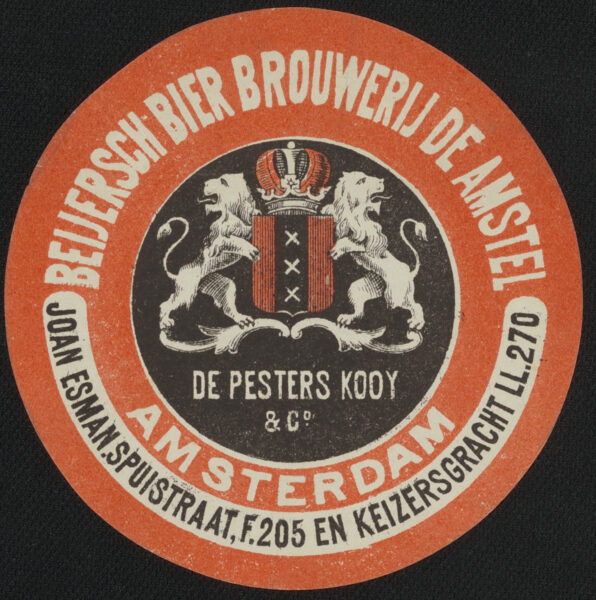 BEIJERSCH-BIER BROUWERIJ DE AMSTEL
DE PESTERS KOOY
& Cº
AMSTERDAM
JOAN ESMAN.SPUISTRAAT,F.205 EN KEIZERSGRACHT LL.270